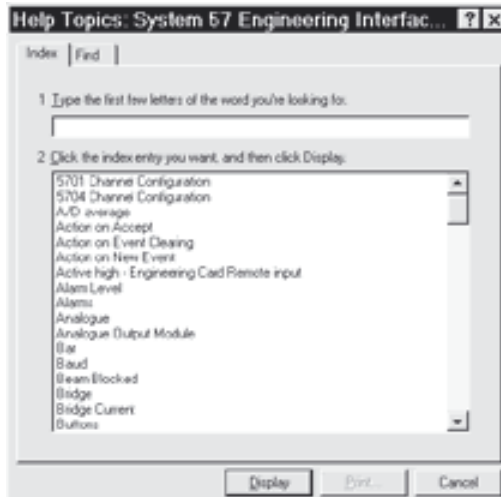 Help Topics: System 57 Engineering Interfac... ? x
Index Find
1 Type the first few letters of the word you're looking for.
2 Click the index entry you want, and then click Display.
5701 Channel Configuration
5704 Channel Configuration
A/D average
Action on Accept
Action on Event Clearing
Action on New Event
Active high - Engineering Card Remote input
Alarm Level
Alarms
Analogue
Analogue Output Module
Bar
Baud
Beam Blocked
Bridge
Bridge Current
Buttons
Display Print... Cancel